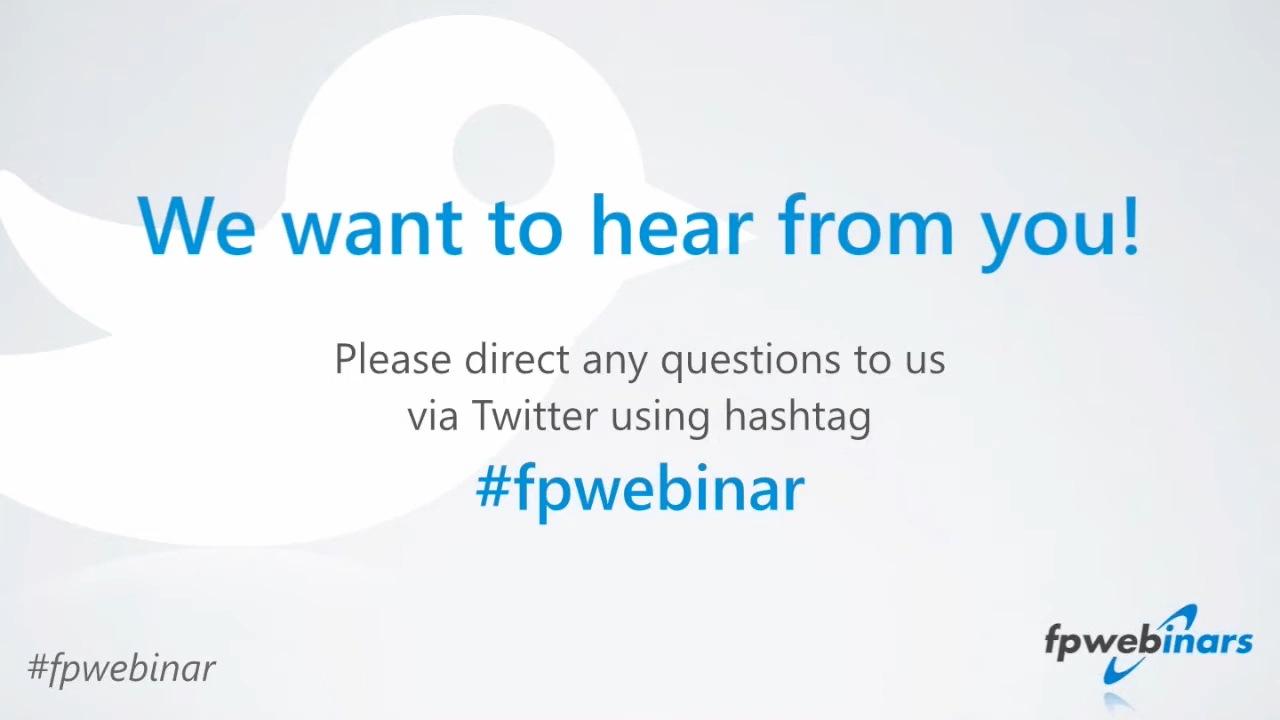 We want to hear from you!
Please direct any questions to us
via Twitter using hashtag
#fpwebinar
#fpwebinar
fpwebinars